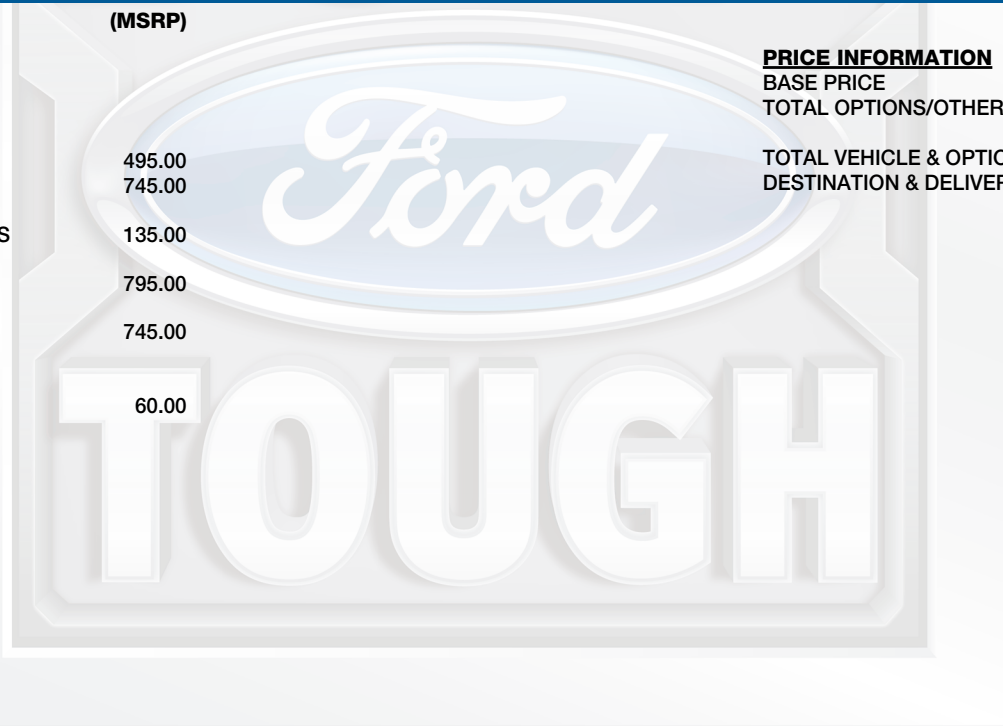 (MSRP)
495.00
745.00
S 135.00
795.00
745.00
60.00
PRICE INFORMATION
BASE PRICE
TOTAL OPTIONS/OTHER
TOTAL VEHICLE & OPTIO
DESTINATION & DELIVER
Ford
TOUGH